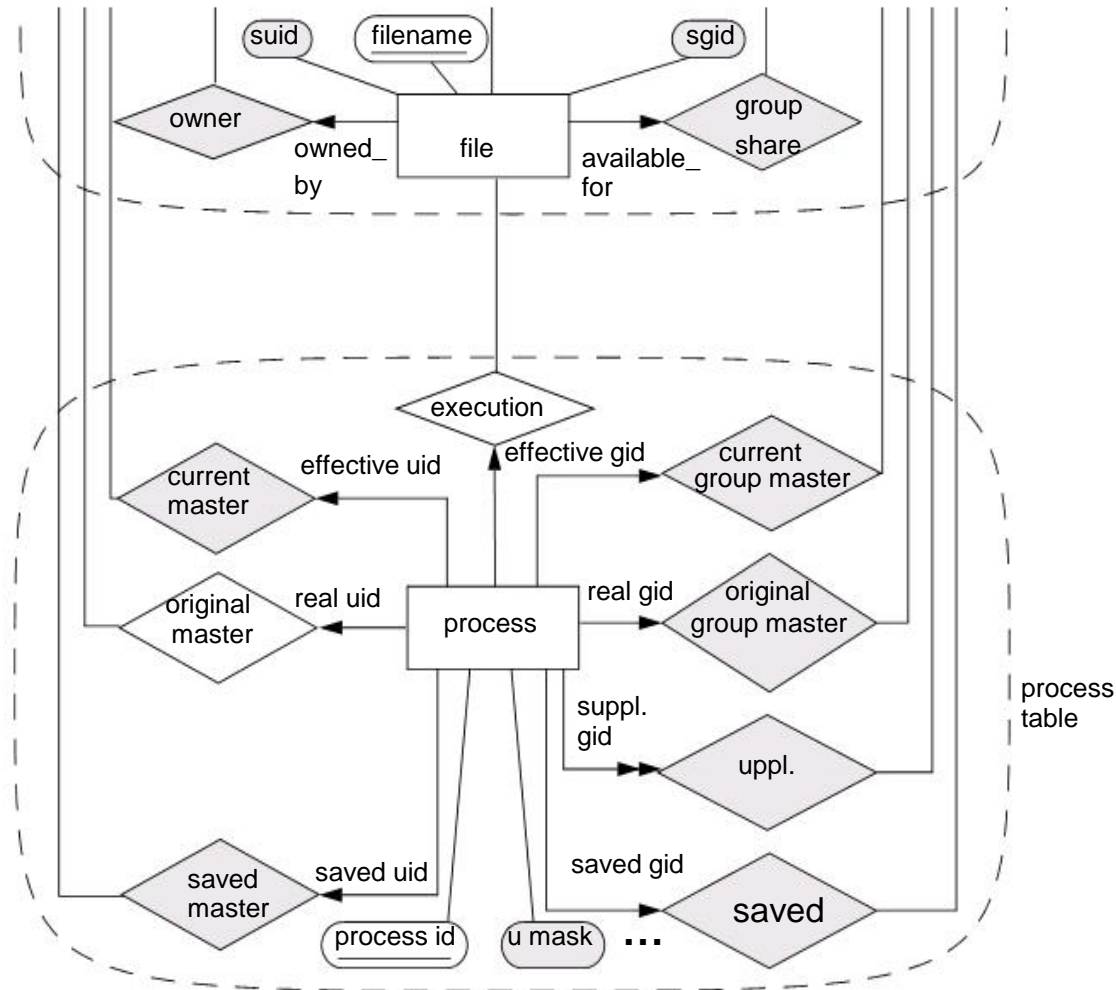 suid
filename
sgid
owner
file
group
share
owned_
by
available_
for
execution
effective uid
effective gid
current
master
current
group master
real uid
real gid
original
master
process
original
group master
process
table
suppl.
gid
uppl.
saved uid
saved gid
saved
master
saved
process id
u mask
...